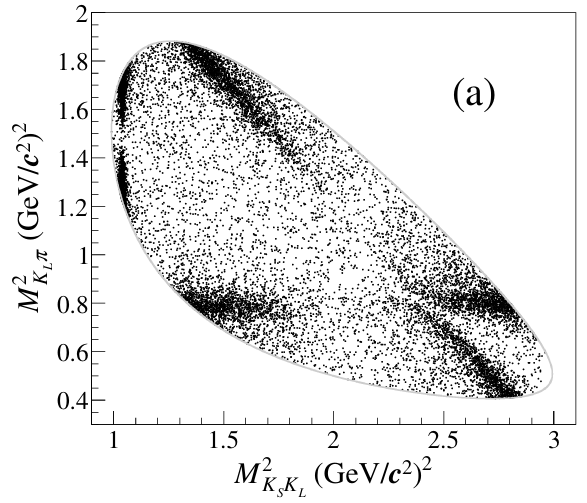 2
1.8
1.6
1.4
1.2
1
0.8
0.6
0.4
M²_{K_Lπ} (GeV/c²)²
(a)
1 1.5 2 2.5 3
M²_{K_SK_L} (GeV/c²)²